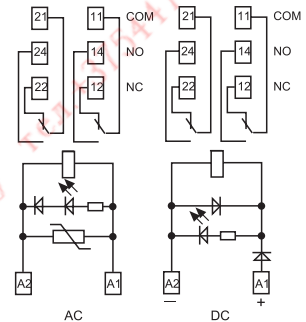 21 11 COM 21 11 COM
24 14 NO 24 14 NO
22 12 NC 22 12 NC
A2 A1 A2 A1
− +
AC DC